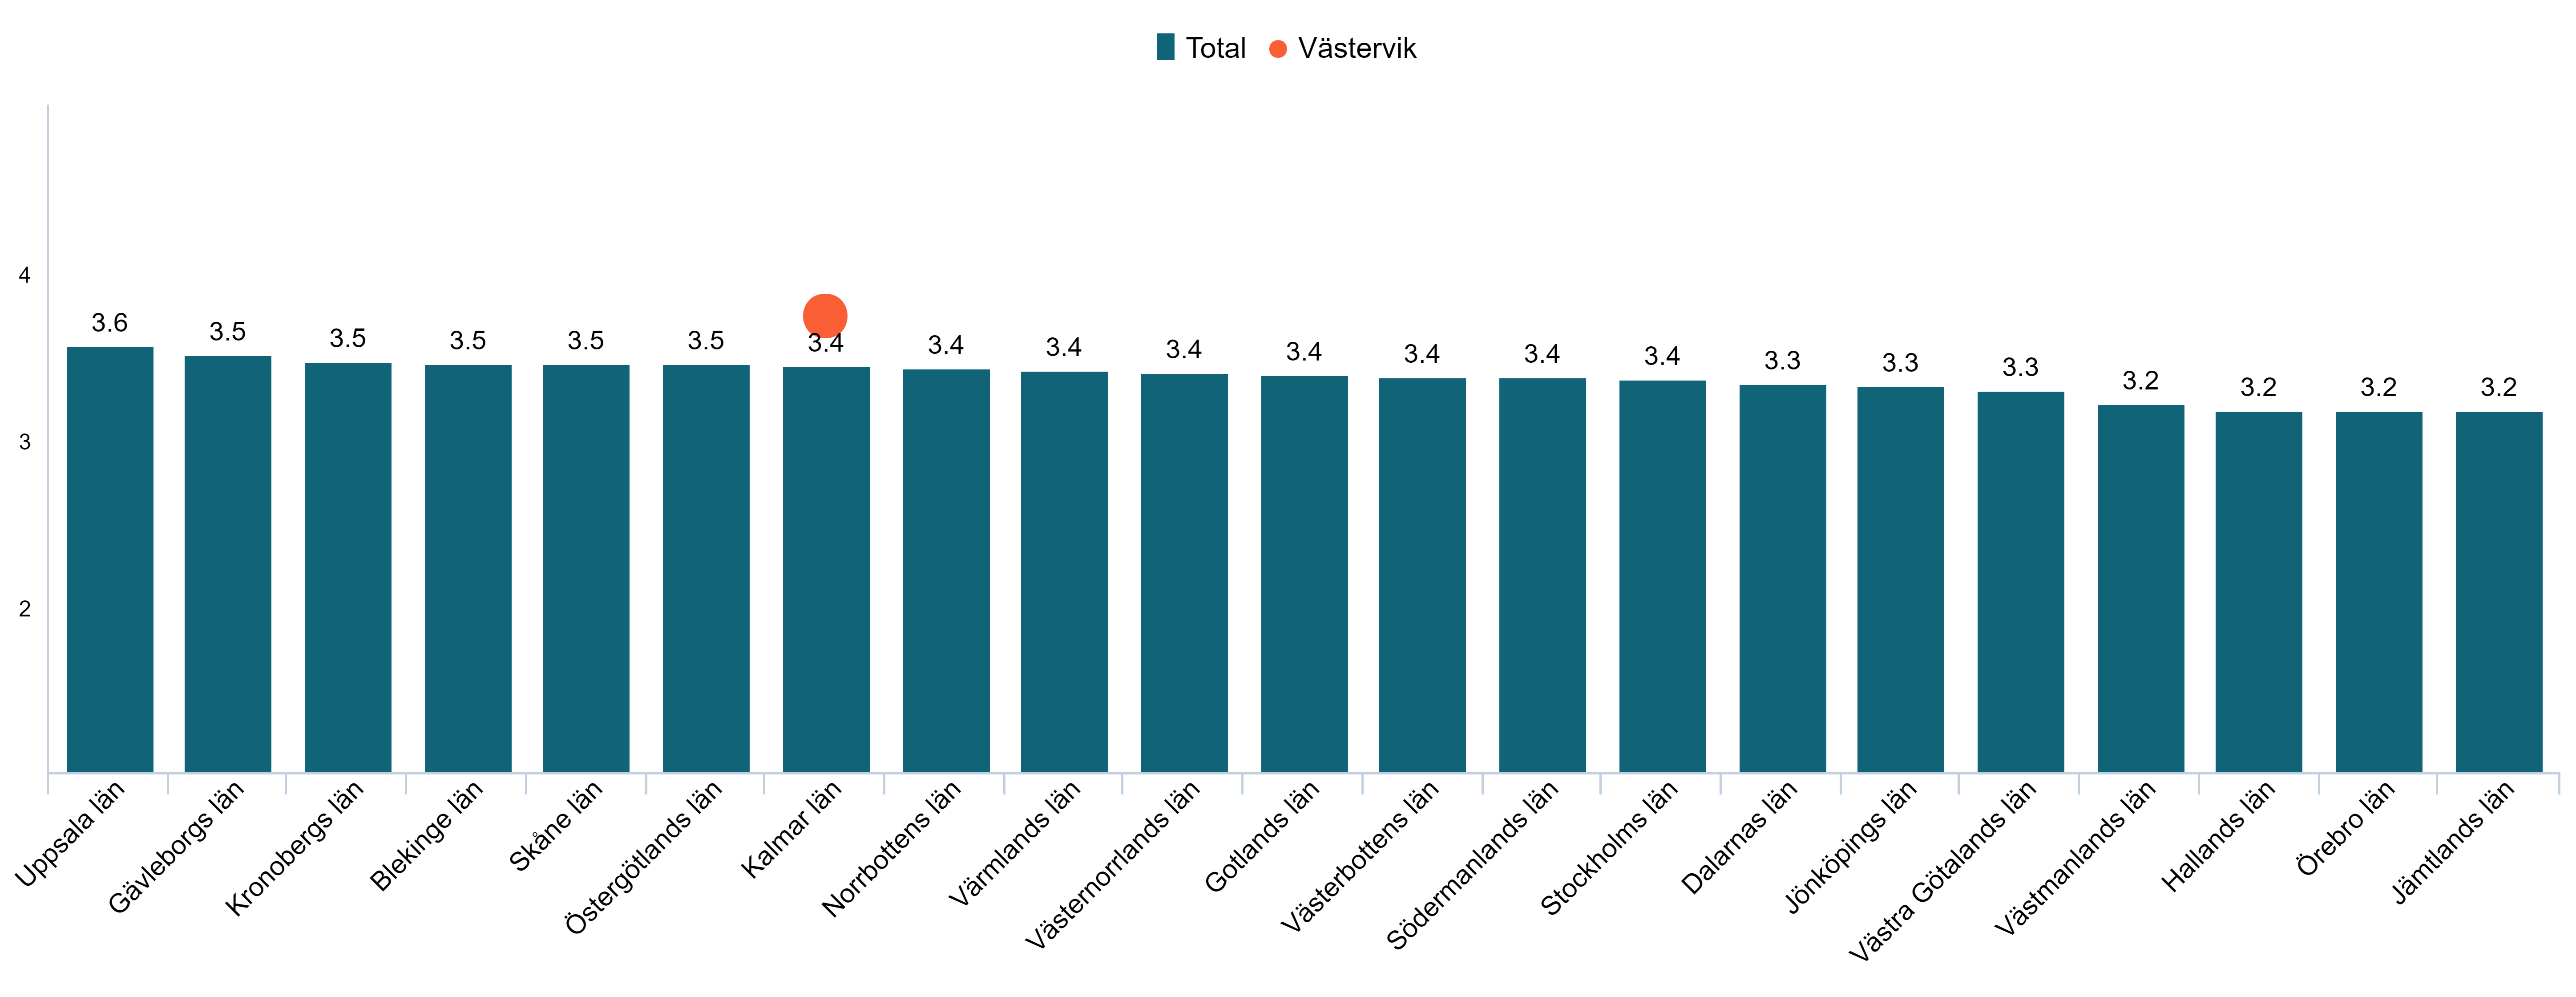 Total Västervik
4
3
2
3.6 3.5 3.5 3.5 3.5 3.5 3.4 3.4 3.4 3.4 3.4 3.4 3.4 3.4 3.3 3.3 3.3 3.2 3.2 3.2 3.2
Uppsala län
Gävleborgs län
Kronobergs län
Blekinge län
Skåne län
Östergötlands län
Kalmar län
Norrbottens län
Värmlands län
Västernorrlands län
Gotlands län
Västerbottens län
Södermanlands län
Stockholms län
Dalarnas län
Jönköpings län
Västra Götalands län
Västmanlands län
Hallands län
Örebro län
Jämtlands län